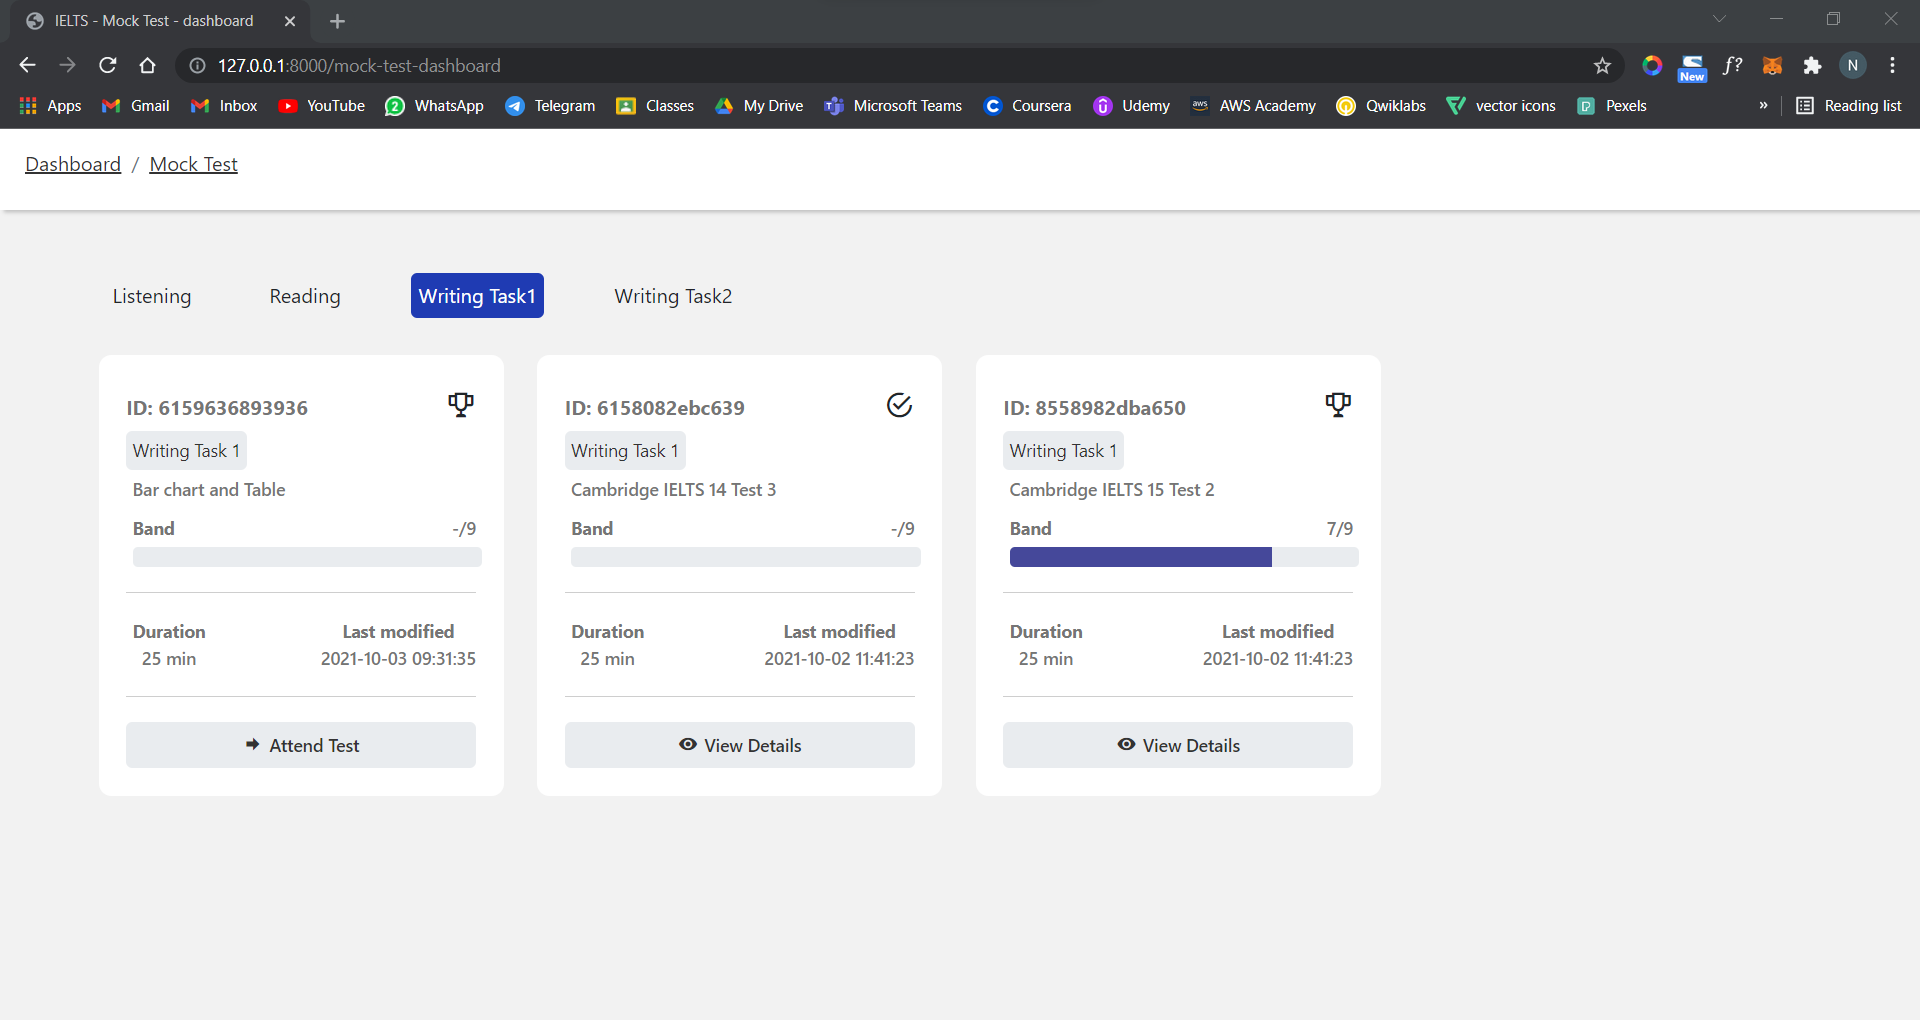 IELTS - Mock Test - dashboard
127.0.0.1:8000/mock-test-dashboard
New
f?
N
Apps
Gmail
Inbox
YouTube
2
WhatsApp
Telegram
Classes
My Drive
Microsoft Teams
Coursera
Udemy
aws
AWS Academy
Qwiklabs
vector icons
Pexels
»
Reading list
Dashboard / Mock Test
Listening
Reading
Writing Task1
Writing Task2
ID: 6159636893936
Writing Task 1
Bar chart and Table
Band -/9
Duration Last modified
25 min 2021-10-03 09:31:35
Attend Test
ID: 6158082ebc639
Writing Task 1
Cambridge IELTS 14 Test 3
Band -/9
Duration Last modified
25 min 2021-10-02 11:41:23
View Details
ID: 8558982dba650
Writing Task 1
Cambridge IELTS 15 Test 2
Band 7/9
Duration Last modified
25 min 2021-10-02 11:41:23
View Details